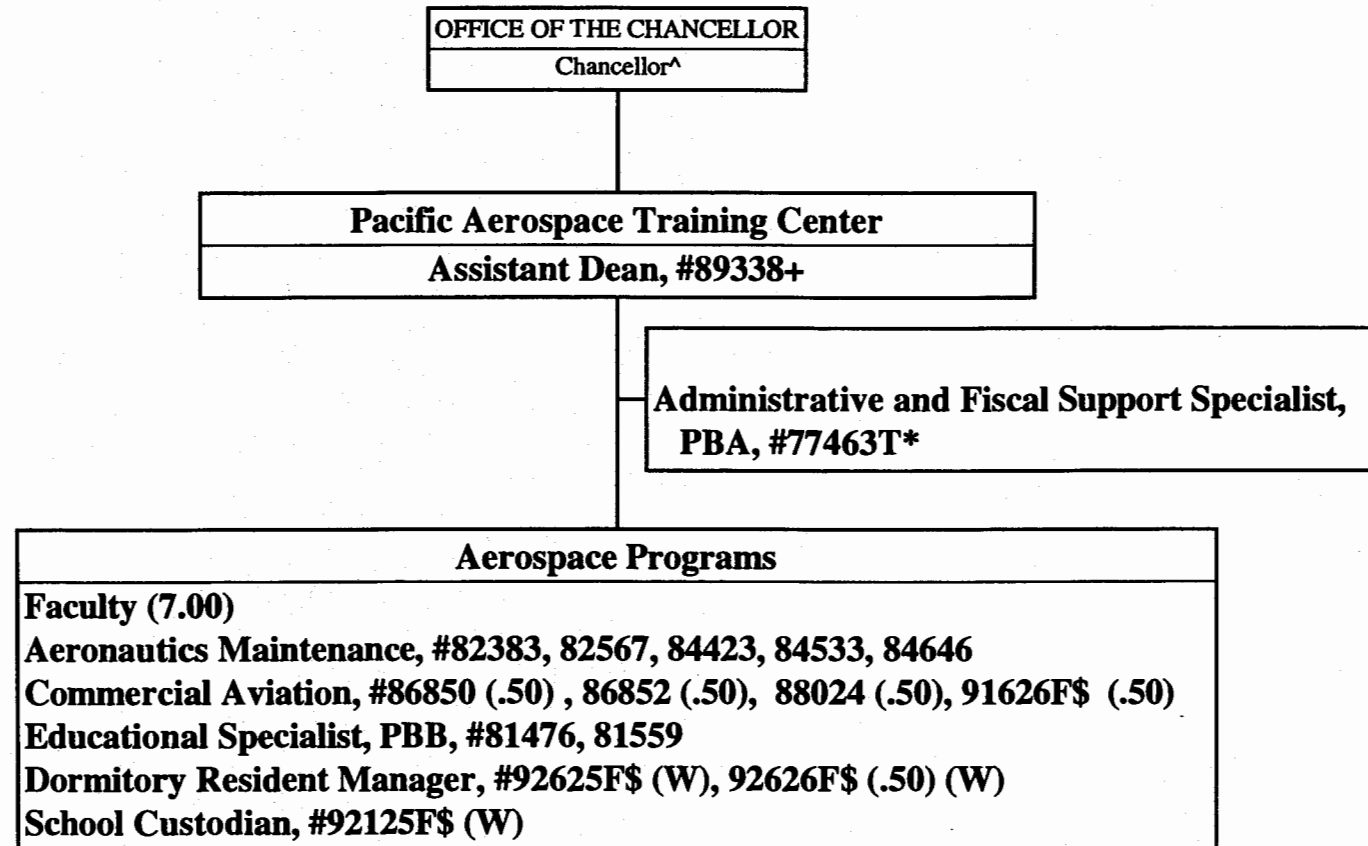 OFFICE OF THE CHANCELLOR
Chancellor^
Pacific Aerospace Training Center
Assistant Dean, #89338+
Administrative and Fiscal Support Specialist,
PBA, #77463T*
Aerospace Programs
Faculty (7.00)
Aeronautics Maintenance, #82383, 82567, 84423, 84533, 84646
Commercial Aviation, #86850 (.50) , 86852 (.50), 88024 (.50), 91626F$ (.50)
Educational Specialist, PBB, #81476, 81559
Dormitory Resident Manager, #92625F$ (W), 92626F$ (.50) (W)
School Custodian, #92125F$ (W)